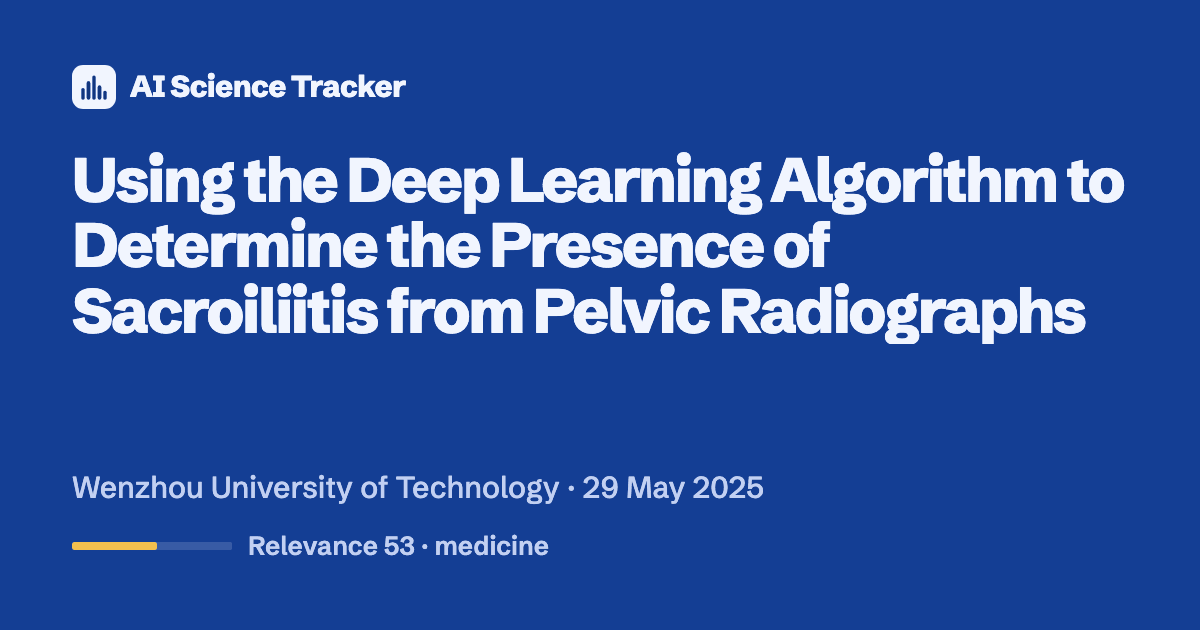 AI Science Tracker
Using the Deep Learning Algorithm to
Determine the Presence of
Sacroiliitis from Pelvic Radiographs
Wenzhou University of Technology · 29 May 2025
Relevance 53 · medicine